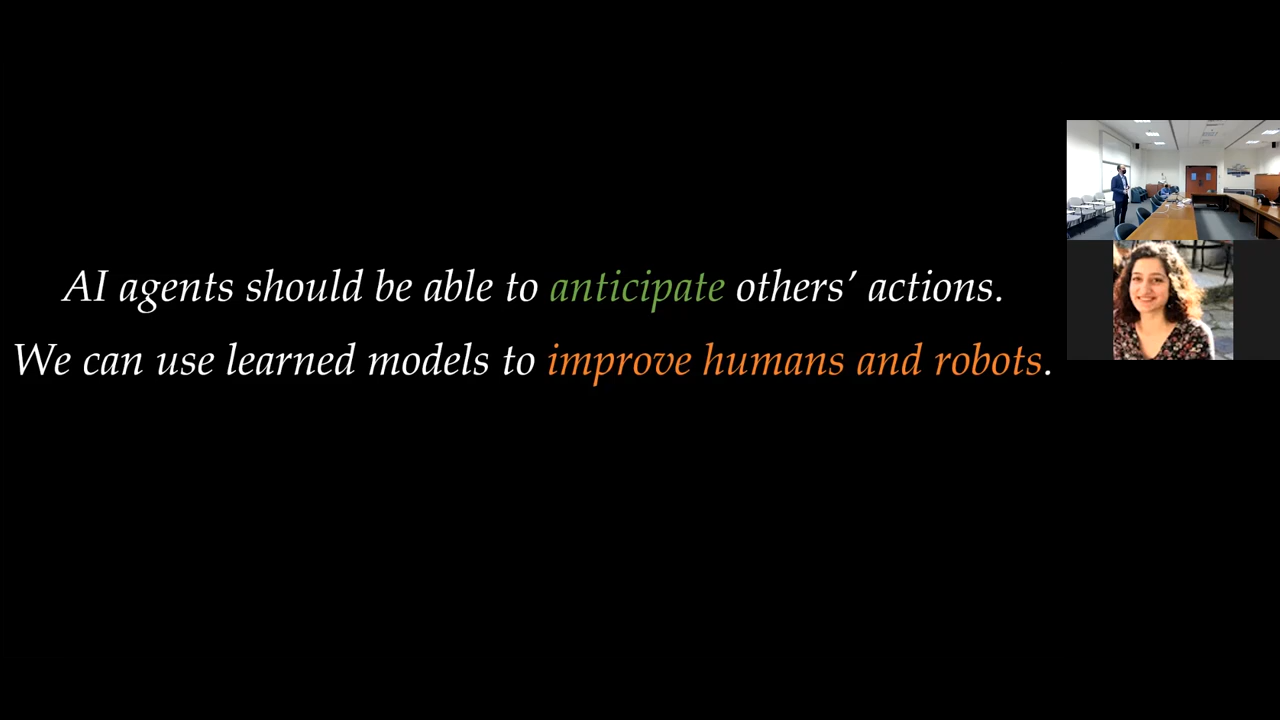 AI agents should be able to anticipate others’ actions.
We can use learned models to improve humans and robots.